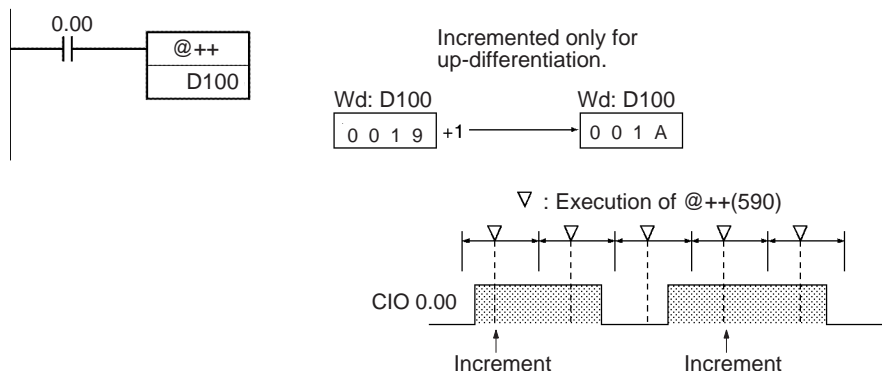 0.00
@++
D100
Incremented only for
up-differentiation.
Wd: D100
0 0 1 9
+1
Wd: D100
0 0 1 A
▽ : Execution of @++(590)
CIO 0.00
Increment
Increment